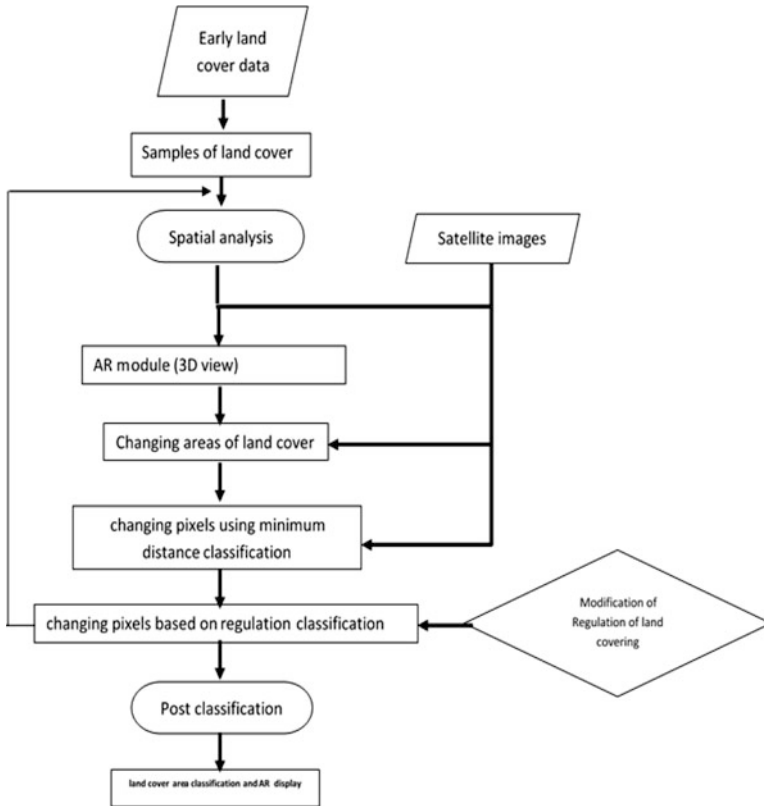 Early land
cover data
Samples of land cover
Spatial analysis
Satellite images
AR module (3D view)
Changing areas of land cover
changing pixels using minimum
distance classification
changing pixels based on regulation classification
Modification of
Regulation of land
covering
Post classification
land cover area classification and AR display